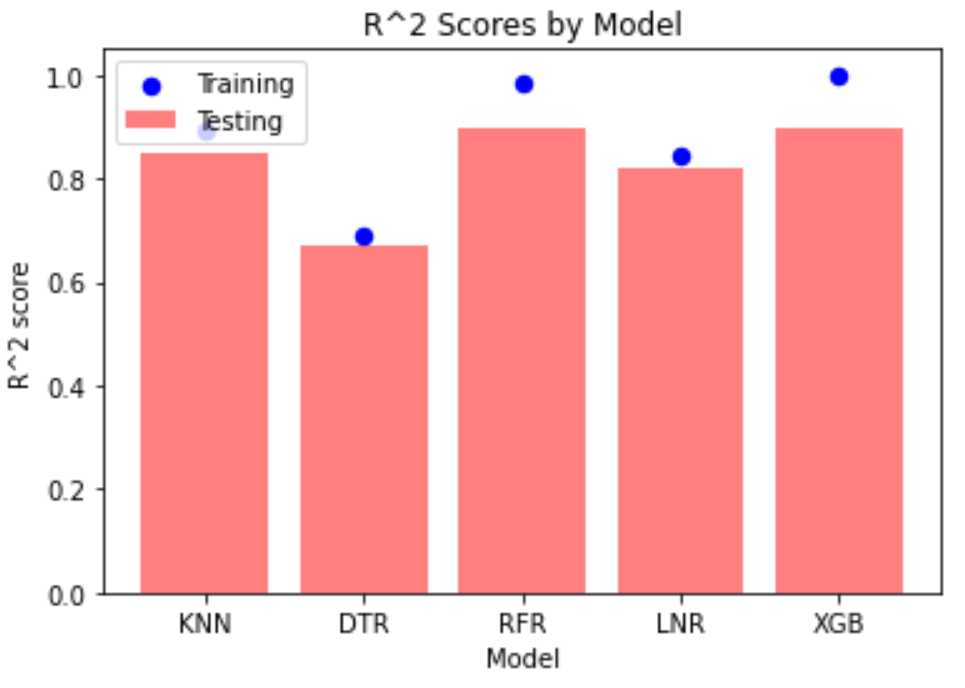 R^2 Scores by Model
Training
Testing
1.0
0.8
0.6
0.4
0.2
0.0
R^2 score
KNN DTR RFR LNR XGB
Model